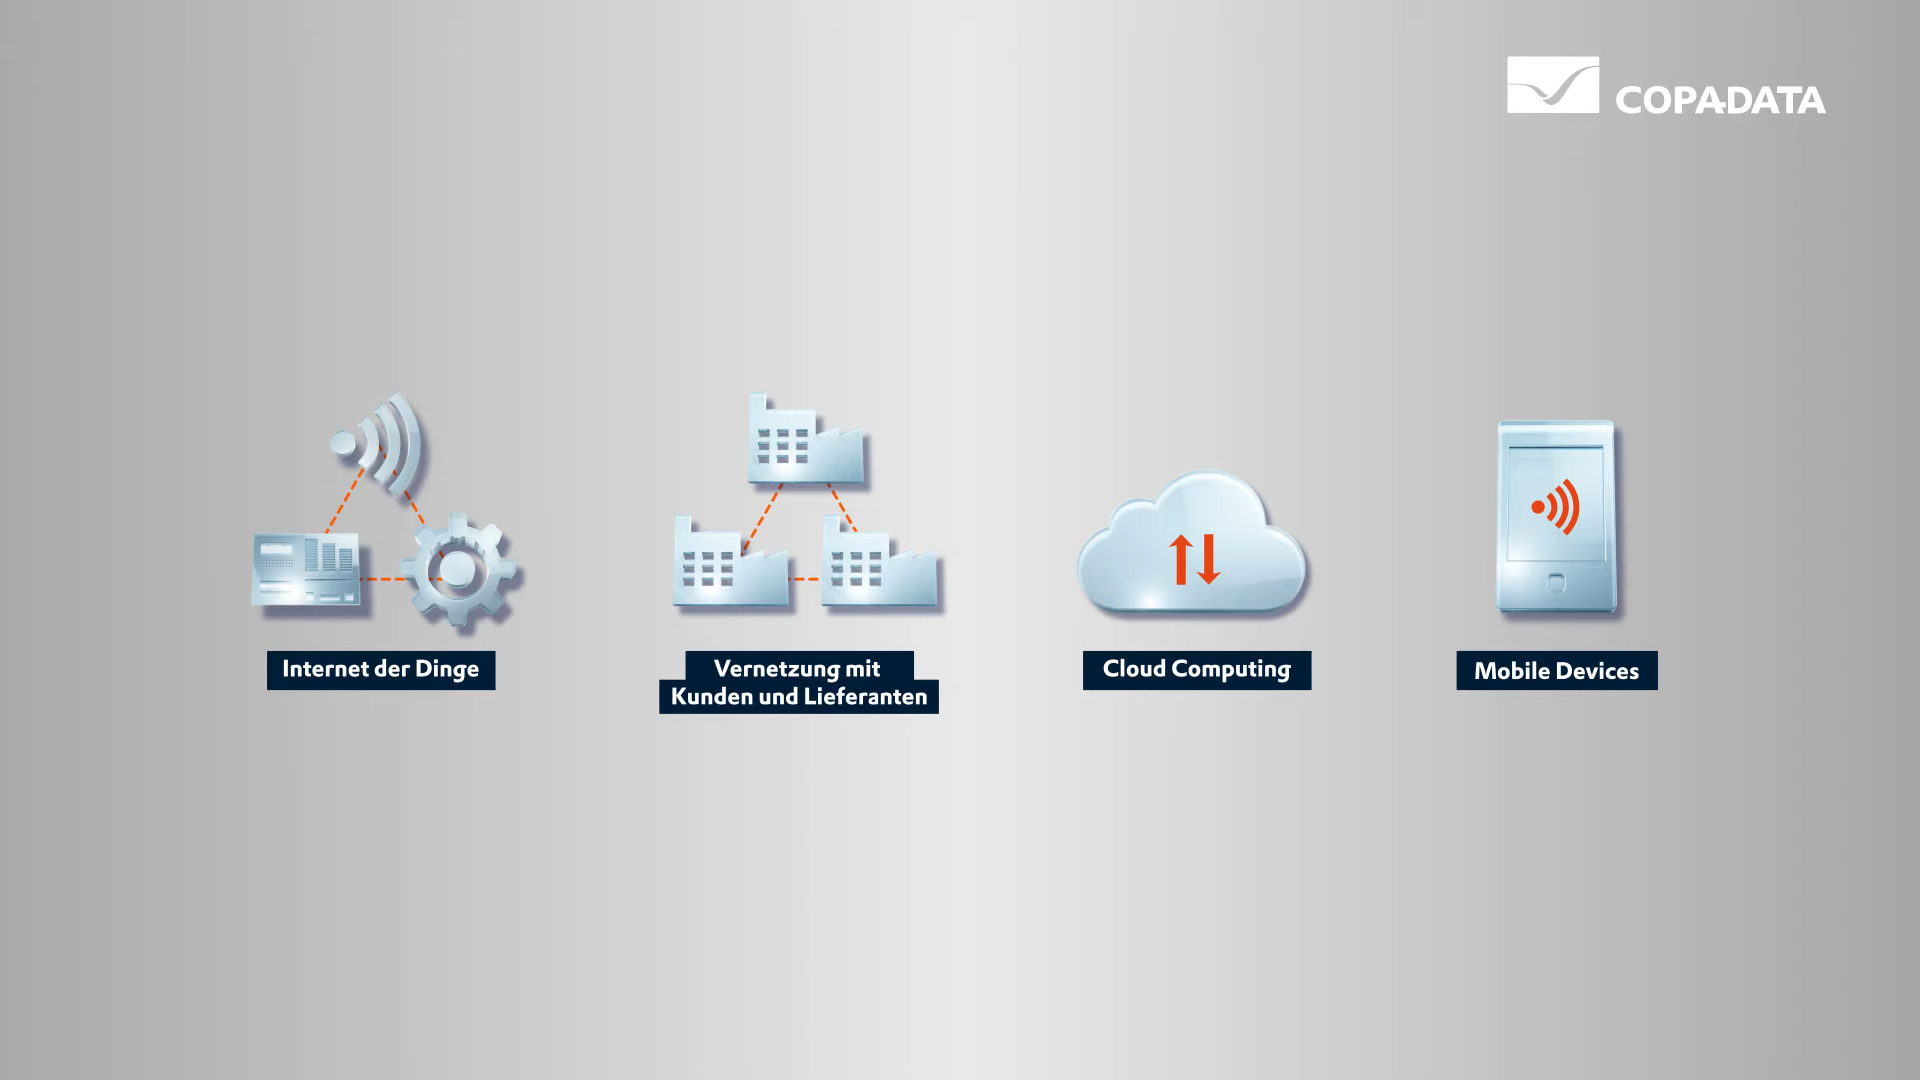 COPADATA
Internet der Dinge
Vernetzung mit
Kunden und Lieferanten
Cloud Computing
Mobile Devices